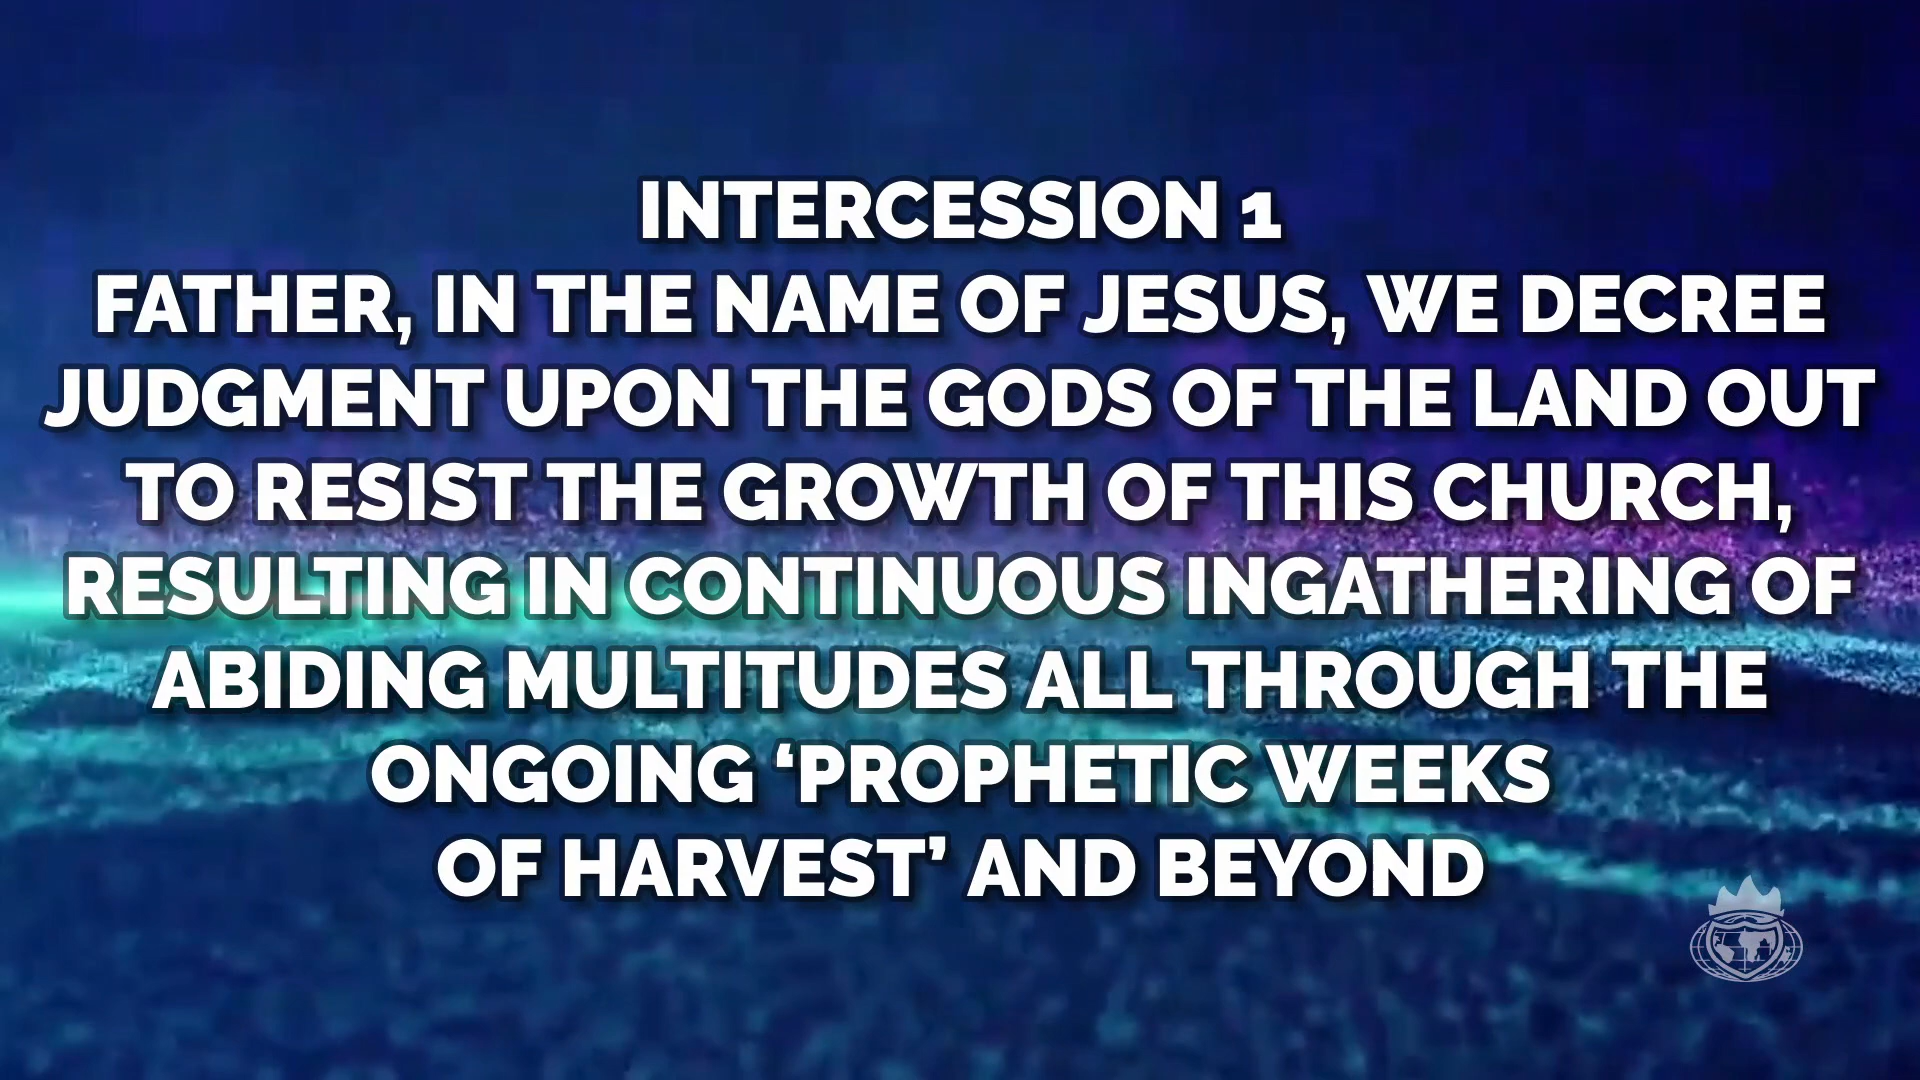 INTERCESSION 1
FATHER, IN THE NAME OF JESUS, WE DECREE
JUDGMENT UPON THE GODS OF THE LAND OUT
TO RESIST THE GROWTH OF THIS CHURCH,
RESULTING IN CONTINUOUS INGATHERING OF
ABIDING MULTITUDES ALL THROUGH THE
ONGOING ‘PROPHETIC WEEKS
OF HARVEST’ AND BEYOND